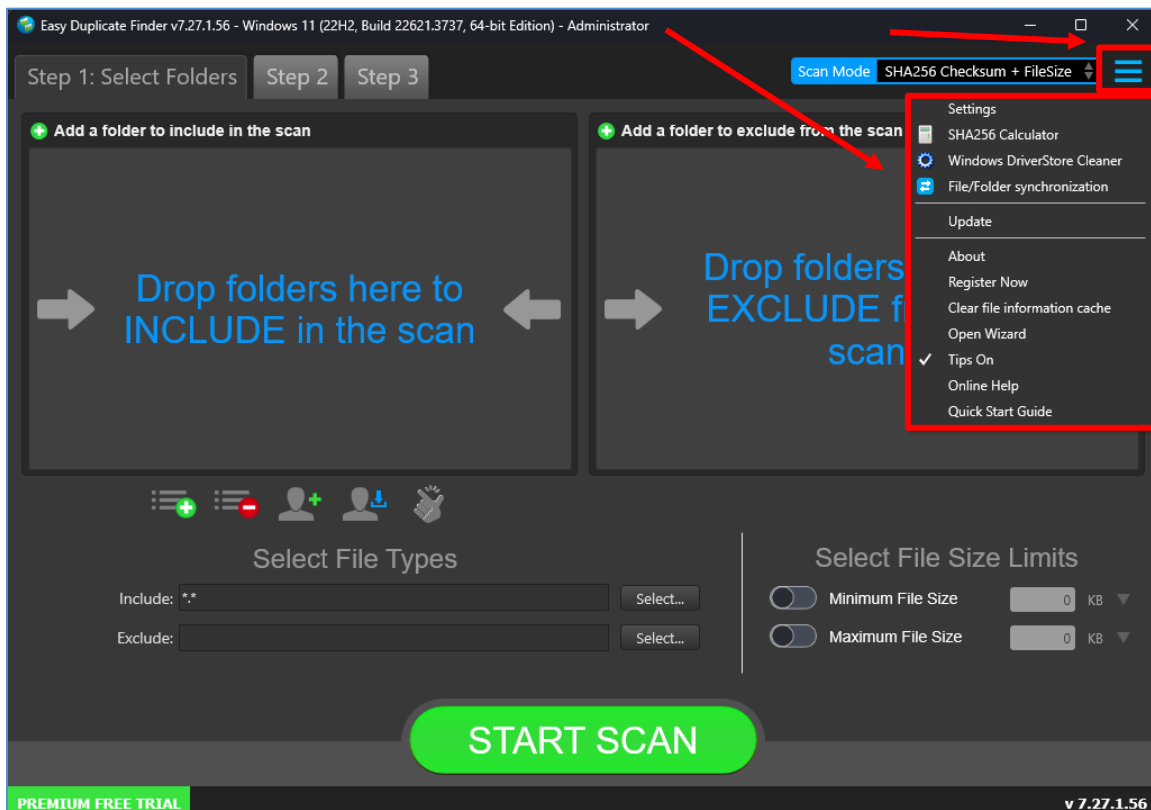 Easy Duplicate Finder v7.27.1.56 - Windows 11 (22H2, Build 22621.3737, 64-bit Edition) - Administrator
Step 1: Select Folders
Step 2
Step 3
Scan Mode
SHA256 Checksum + FileSize
Settings
SHA256 Calculator
Windows DriverStore Cleaner
File/Folder synchronization
Update
About
Register Now
Clear file information cache
Open Wizard
Tips On
Online Help
Quick Start Guide
Add a folder to include in the scan
Drop folders here to
INCLUDE in the scan
Add a folder to exclude from the scan
Drop folders
EXCLUDE f
scan
Select File Types
Include: *.*
Select...
Exclude:
Select...
Select File Size Limits
Minimum File Size
0 KB
Maximum File Size
0 KB
START SCAN
PREMIUM FREE TRIAL
v 7.27.1.56